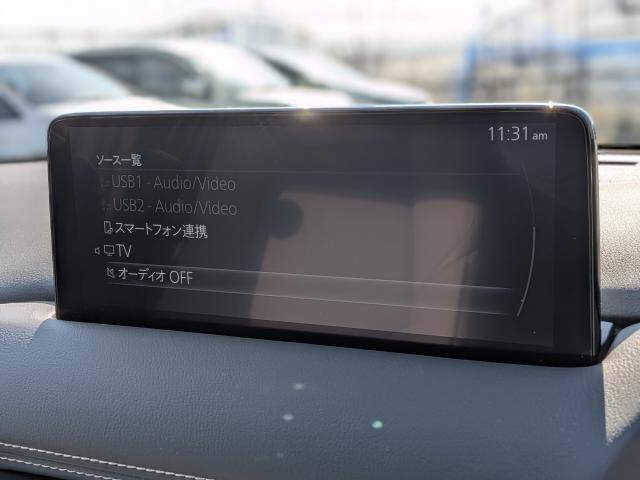 11:31 am
ソース一覧
USB1 - Audio/Video
USB2 - Audio/Video
スマートフォン連携
TV
オーディオ OFF